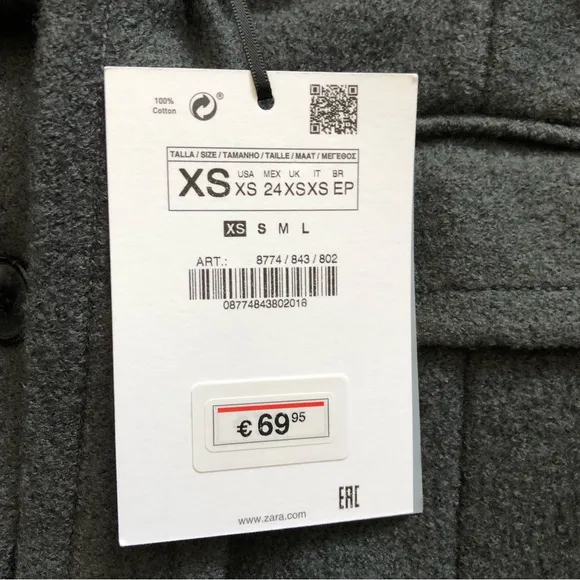 100%
Cotton
®
TALLA / SIZE / TAMANHO / TAILLE / MAAT / ΜΕΓΕΘΟΣ
XS
USA MEX UK IT BR
XS 24 XS XS EP
XS S M L
ART.: 8774 / 843 / 802
08774843802018
€ 69 95
EAC
www.zara.com